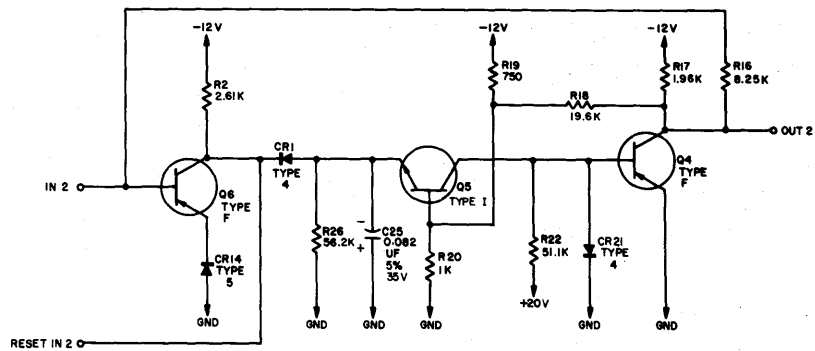 -12V
-12V
-12V
R2
2.61K
R19
750
R18
19.6K
R17
1.96K
R16
8.25K
OUT 2
CR1
TYPE
4
IN 2
Q6
TYPE
F
Q5
TYPE I
Q4
TYPE
F
CR14
TYPE
5
R26
56.2K
-
+
C25
0.082
UF
5%
35V
R20
1K
R22
51.1K
+20V
CR21
TYPE
4
GND
GND
GND
GND
GND
GND
RESET IN 2